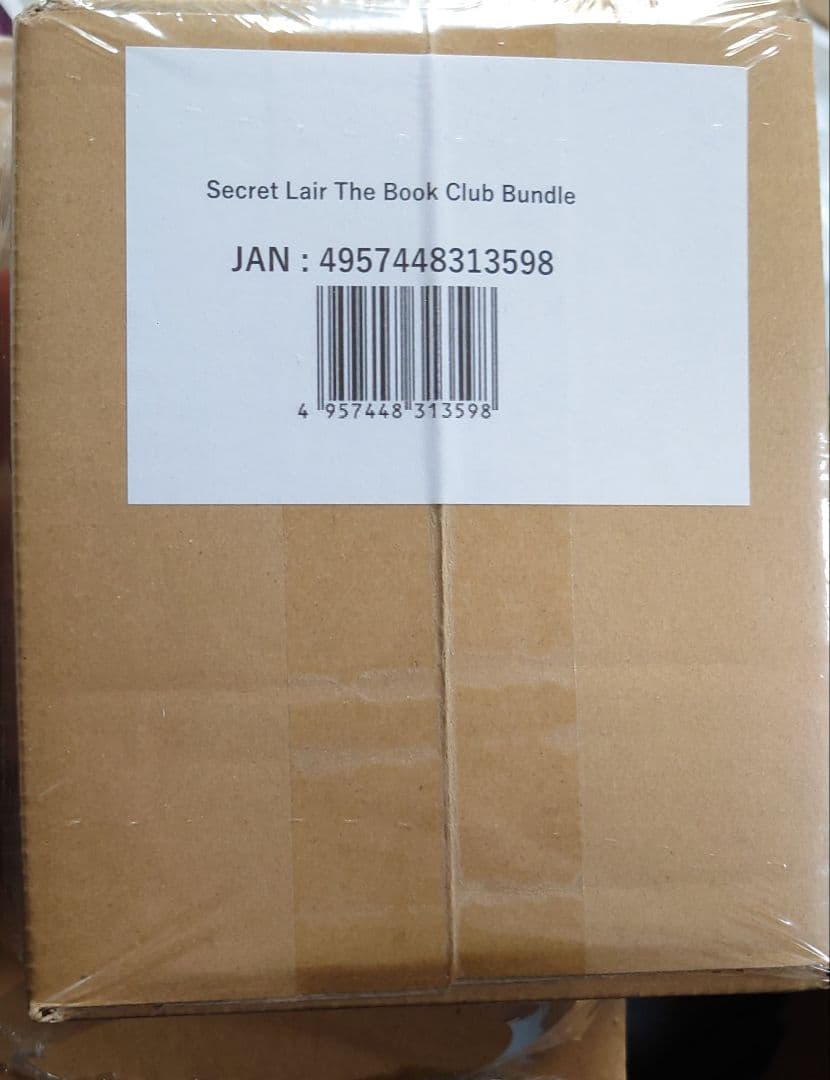 Secret Lair The Book Club Bundle
JAN : 4957448313598
4 957448 313598